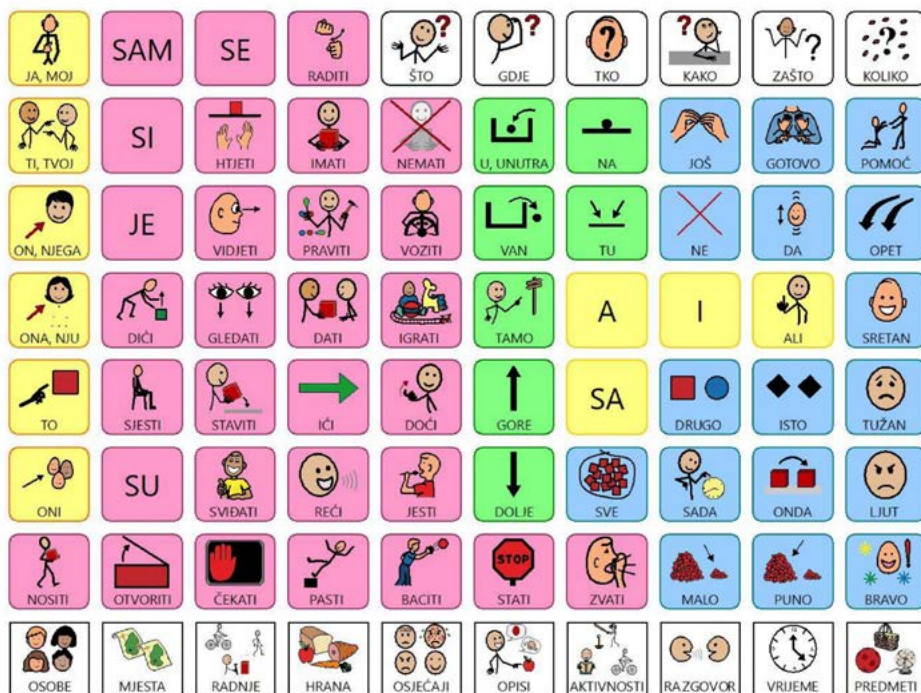 JA, MOJ SAM SE RADITI ŠTO GDJE TKO KAKO ZAŠTO KOLIKO
TI, TVOJ SI HTJETI IMATI NEMATI U, UNUTRA NA JOŠ GOTOVO POMOĆ
ON, NJEGA JE VIDJETI PRAVITI VOZITI VAN TU NE DA OPET
ONA, NJU DIĆI GLEDATI DATI IGRATI TAMO A I ALI SRETAN
TO SJESTI STAVITI IĆI DOĆI GORE SA DRUGO ISTO TUŽAN
ONI SU SVIĐATI REĆI JESTI DOLJE SVE SADA ONDA LJUT
NOSITI OTVORITI ČEKATI PASTI BACITI STOP STATI ZVATI MALO PUNO BRAVO
OSOBE MJESTA RADNJE HRANA OSJEĆAJI OPISI AKTIVNOSTI RAZGOVOR VRIJEME PREDMETI